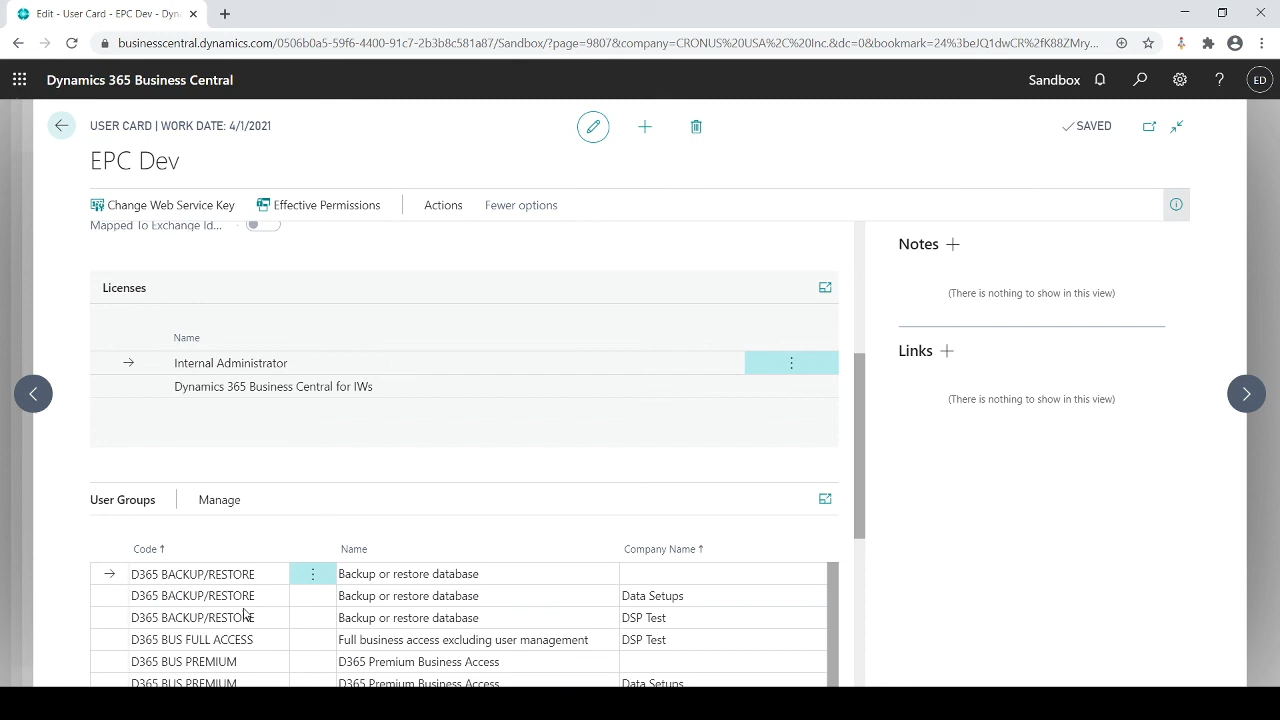 Edit - User Card - EPC Dev - Dyna
businesscentral.dynamics.com/0506b0a5-59f6-4400-91c7-2b3b8c581a87/Sandbox/?page=9807&company=CRONUS%20USA%2C%20Inc.&dc=0&bookmark=24%3beJQ1dwCR%2fK88ZMry...
Dynamics 365 Business Central
Sandbox
ED
USER CARD | WORK DATE: 4/1/2021
SAVED
EPC Dev
Change Web Service Key
Effective Permissions
Actions
Fewer options
Mapped To Exchange Ide...
Notes
(There is nothing to show in this view)
Licenses
Name
Links
Internal Administrator
Dynamics 365 Business Central for IWs
(There is nothing to show in this view)
User Groups
Manage
Code ↑ Name Company Name ↑
D365 BACKUP/RESTORE Backup or restore database
D365 BACKUP/RESTORE Backup or restore database Data Setups
D365 BACKUP/RESTORE Backup or restore database DSP Test
D365 BUS FULL ACCESS Full business access excluding user management DSP Test
D365 BUS PREMIUM D365 Premium Business Access
D365 BUS PREMIUM D365 Premium Business Access Data Setups